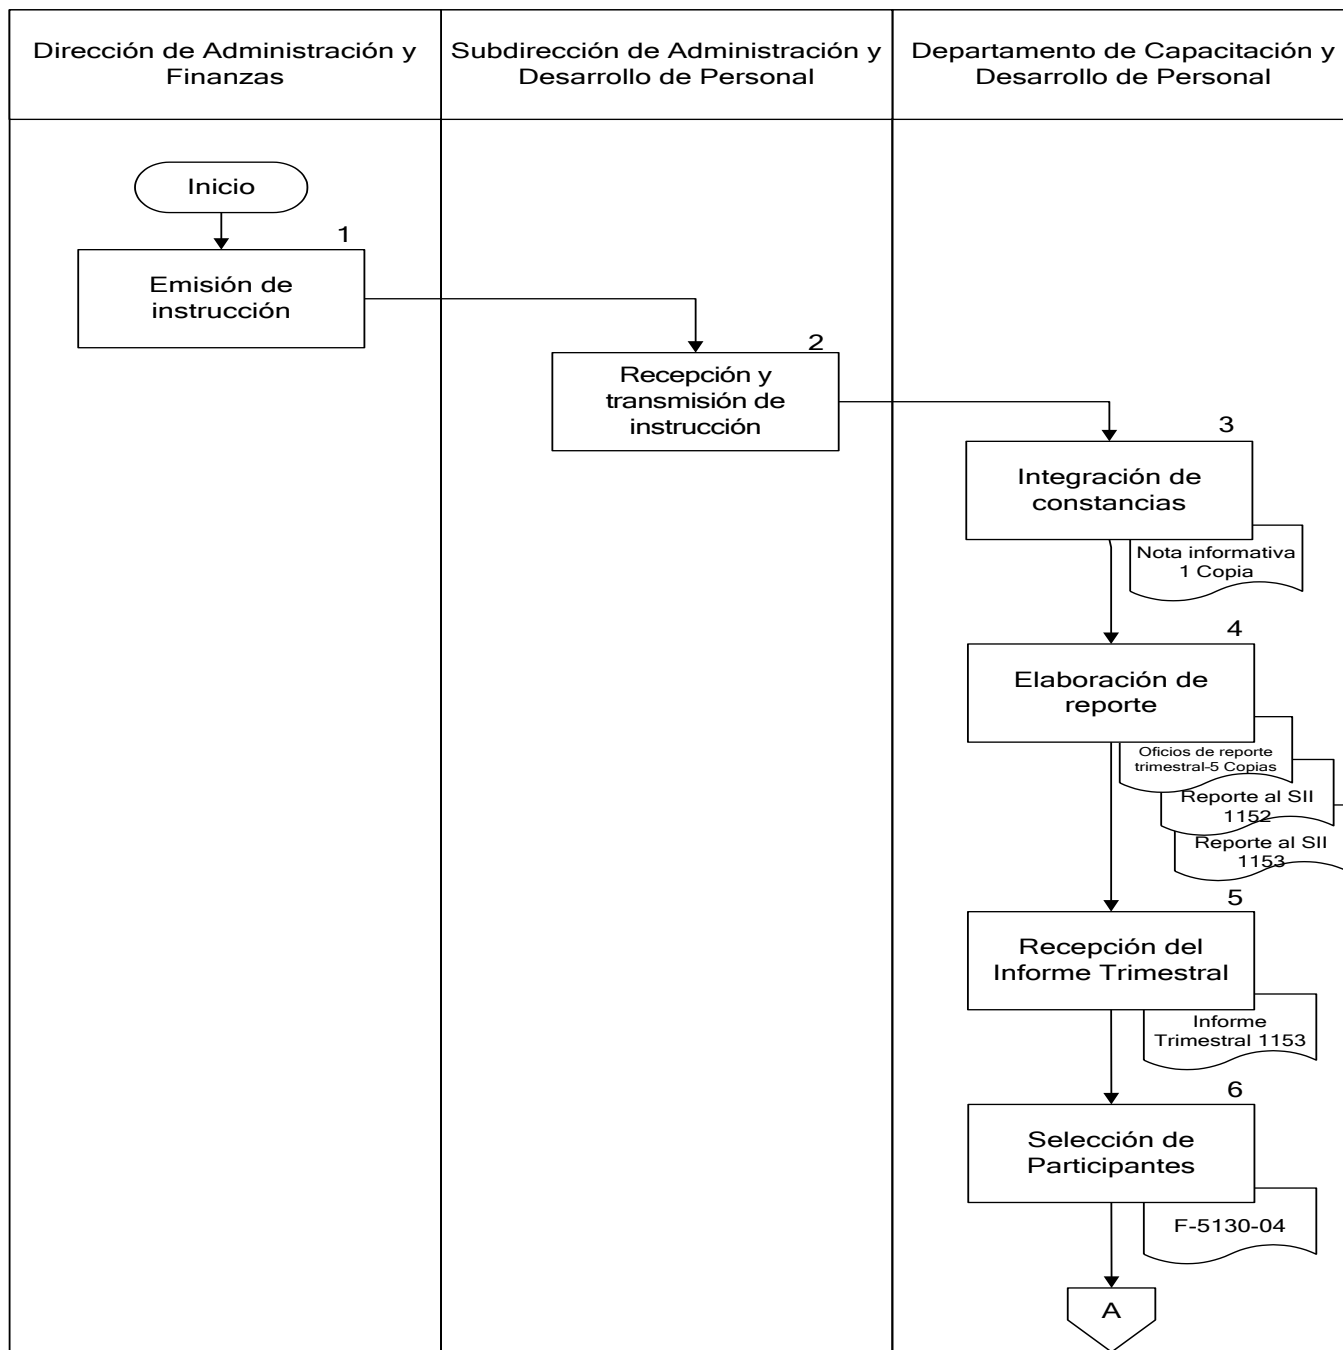 Dirección de Administración y
Finanzas
Subdirección de Administración y
Desarrollo de Personal
Departamento de Capacitación y
Desarrollo de Personal
Inicio
1
Emisión de
instrucción
2
Recepción y
transmisión de
instrucción
3
Integración de
constancias
Nota informativa
1 Copia
4
Elaboración de
reporte
Oficios de reporte
trimestral-5 Copias
Reporte al SII
1152
Reporte al SII
1153
5
Recepción del
Informe Trimestral
Informe
Trimestral 1153
6
Selección de
Participantes
F-5130-04
A